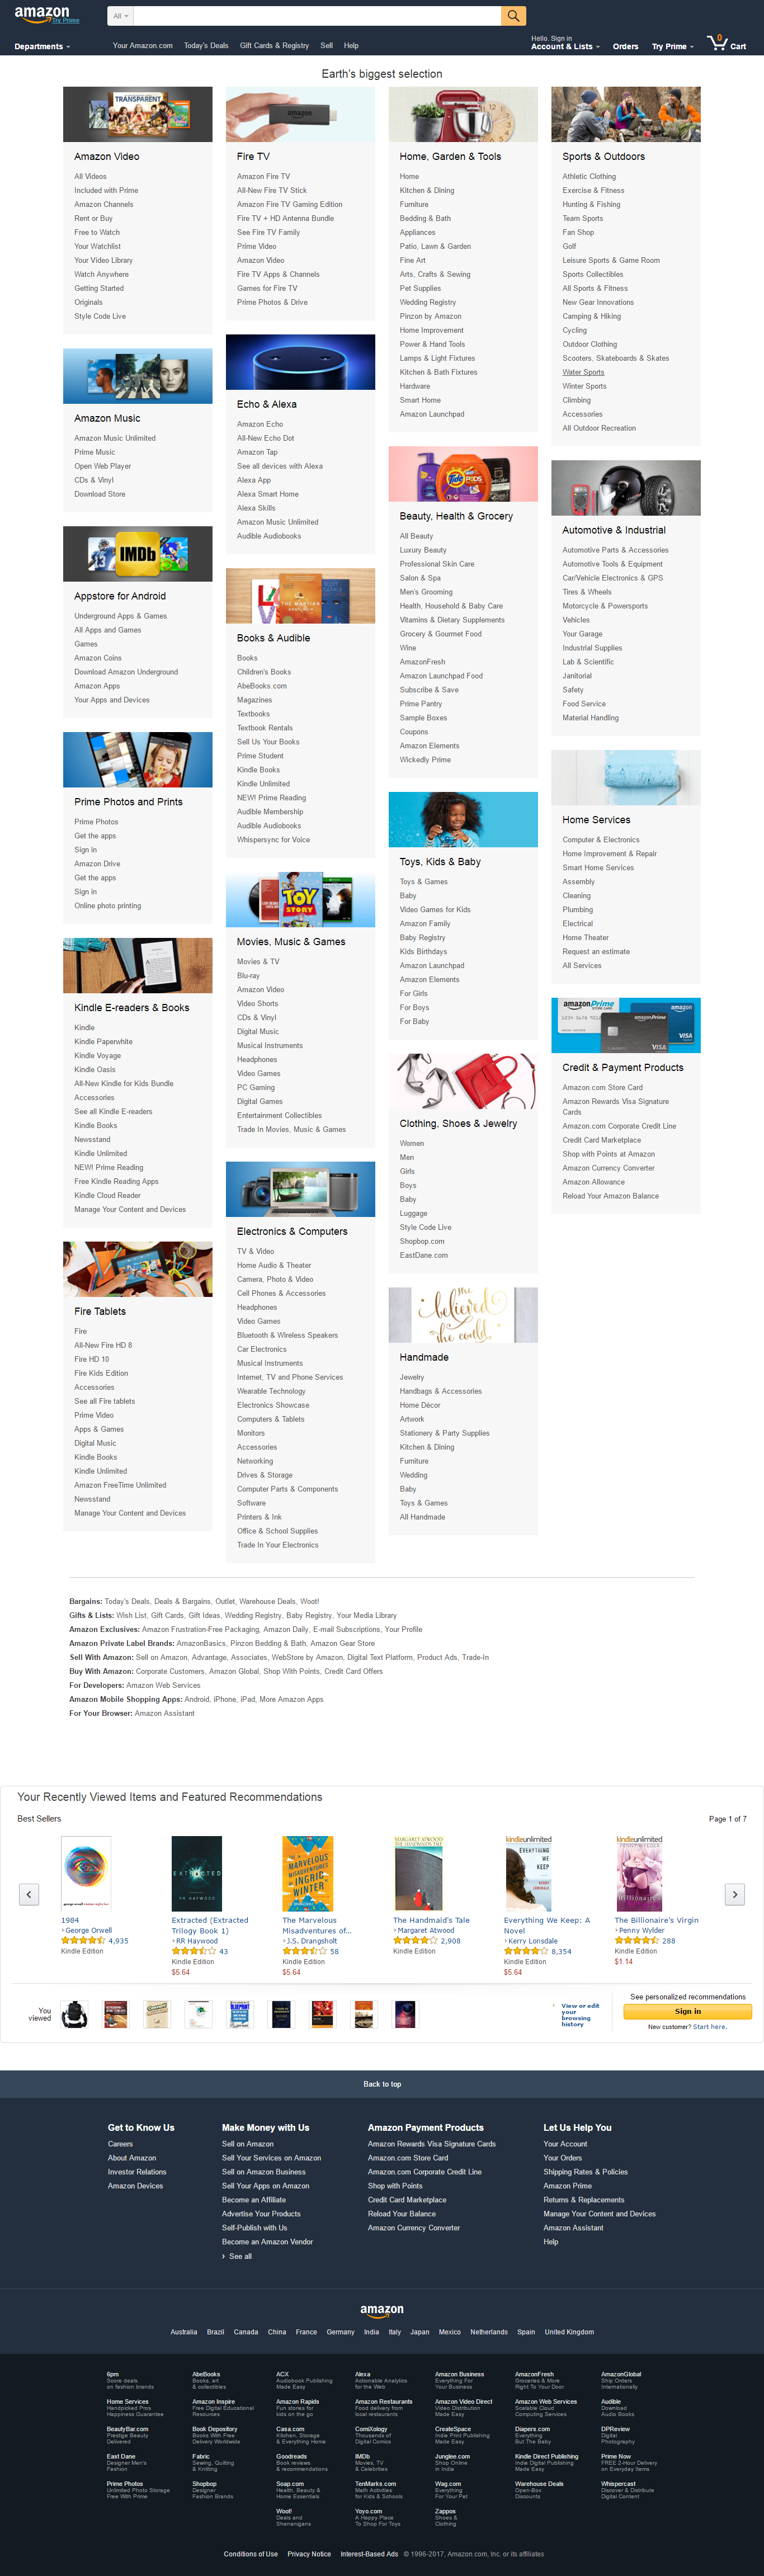 amazon
Try Prime
All
Departments
Your Amazon.com
Today's Deals
Gift Cards & Registry
Sell
Help
Hello. Sign in
Account & Lists
Orders
Try Prime
0
Cart
Earth's biggest selection
TRANSPARENT
Amazon Video
All Videos
Included with Prime
Amazon Channels
Rent or Buy
Free to Watch
Your Watchlist
Your Video Library
Watch Anywhere
Getting Started
Originals
Style Code Live
Amazon Music
Amazon Music Unlimited
Prime Music
Open Web Player
CDs & Vinyl
Download Store
IMDb
Appstore for Android
Underground Apps & Games
All Apps and Games
Games
Amazon Coins
Download Amazon Underground
Amazon Apps
Your Apps and Devices
Prime Photos and Prints
Prime Photos
Get the apps
Sign in
Amazon Drive
Get the apps
Sign in
Online photo printing
Kindle E-readers & Books
Kindle
Kindle Paperwhite
Kindle Voyage
Kindle Oasis
All-New Kindle for Kids Bundle
Accessories
See all Kindle E-readers
Kindle Books
Newsstand
Kindle Unlimited
NEW! Prime Reading
Free Kindle Reading Apps
Kindle Cloud Reader
Manage Your Content and Devices
Fire Tablets
Fire
All-New Fire HD 8
Fire HD 10
Fire Kids Edition
Accessories
See all Fire tablets
Prime Video
Apps & Games
Digital Music
Kindle Books
Kindle Unlimited
Amazon FreeTime Unlimited
Newsstand
Manage Your Content and Devices
Fire TV
Amazon Fire TV
All-New Fire TV Stick
Amazon Fire TV Gaming Edition
Fire TV + HD Antenna Bundle
See Fire TV Family
Prime Video
Amazon Video
Fire TV Apps & Channels
Games for Fire TV
Prime Photos & Drive
Echo & Alexa
Amazon Echo
All-New Echo Dot
Amazon Tap
See all devices with Alexa
Alexa App
Alexa Smart Home
Alexa Skills
Amazon Music Unlimited
Audible Audiobooks
THE MARTIAN
Books & Audible
Books
Children's Books
AbeBooks.com
Magazines
Textbooks
Textbook Rentals
Sell Us Your Books
Prime Student
Kindle Books
Kindle Unlimited
NEW! Prime Reading
Audible Membership
Audible Audiobooks
Whispersync for Voice
TOY STORY
Movies, Music & Games
Movies & TV
Blu-ray
Amazon Video
Video Shorts
CDs & Vinyl
Digital Music
Musical Instruments
Headphones
Video Games
PC Gaming
Digital Games
Entertainment Collectibles
Trade In Movies, Music & Games
Electronics & Computers
TV & Video
Home Audio & Theater
Camera, Photo & Video
Cell Phones & Accessories
Headphones
Video Games
Bluetooth & Wireless Speakers
Car Electronics
Musical Instruments
Internet, TV and Phone Services
Wearable Technology
Electronics Showcase
Computers & Tablets
Monitors
Accessories
Networking
Drives & Storage
Computer Parts & Components
Software
Printers & Ink
Office & School Supplies
Trade In Your Electronics
Home, Garden & Tools
Home
Kitchen & Dining
Furniture
Bedding & Bath
Appliances
Patio, Lawn & Garden
Fine Art
Arts, Crafts & Sewing
Pet Supplies
Wedding Registry
Pinzon by Amazon
Home Improvement
Power & Hand Tools
Lamps & Light Fixtures
Kitchen & Bath Fixtures
Hardware
Smart Home
Amazon Launchpad
Tide PODS
Beauty, Health & Grocery
All Beauty
Luxury Beauty
Professional Skin Care
Salon & Spa
Men's Grooming
Health, Household & Baby Care
Vitamins & Dietary Supplements
Grocery & Gourmet Food
Wine
AmazonFresh
Amazon Launchpad Food
Subscribe & Save
Prime Pantry
Sample Boxes
Coupons
Amazon Elements
Wickedly Prime
Toys, Kids & Baby
Toys & Games
Baby
Video Games for Kids
Amazon Family
Baby Registry
Kids Birthdays
Amazon Launchpad
Amazon Elements
For Girls
For Boys
For Baby
Clothing, Shoes & Jewelry
Women
Men
Girls
Boys
Baby
Luggage
Style Code Live
Shopbop.com
EastDane.com
she believed she could
Handmade
Jewelry
Handbags & Accessories
Home Décor
Artwork
Stationery & Party Supplies
Kitchen & Dining
Furniture
Wedding
Baby
Toys & Games
All Handmade
Sports & Outdoors
Athletic Clothing
Exercise & Fitness
Hunting & Fishing
Team Sports
Fan Shop
Golf
Leisure Sports & Game Room
Sports Collectibles
All Sports & Fitness
New Gear Innovations
Camping & Hiking
Cycling
Outdoor Clothing
Scooters, Skateboards & Skates
Water Sports
Winter Sports
Climbing
Accessories
All Outdoor Recreation
Automotive & Industrial
Automotive Parts & Accessories
Automotive Tools & Equipment
Car/Vehicle Electronics & GPS
Tires & Wheels
Motorcycle & Powersports
Vehicles
Your Garage
Industrial Supplies
Lab & Scientific
Janitorial
Safety
Food Service
Material Handling
Home Services
Computer & Electronics
Home Improvement & Repair
Smart Home Services
Assembly
Cleaning
Plumbing
Electrical
Home Theater
Request an estimate
All Services
amazonPrime
STORE CARD
amazonPrime
amazon
VISA
VISA
Credit & Payment Products
Amazon.com Store Card
Amazon Rewards Visa Signature
Cards
Amazon.com Corporate Credit Line
Credit Card Marketplace
Shop with Points at Amazon
Amazon Currency Converter
Amazon Allowance
Reload Your Amazon Balance
Bargains: Today's Deals, Deals & Bargains, Outlet, Warehouse Deals, Woot!
Gifts & Lists: Wish List, Gift Cards, Gift Ideas, Wedding Registry, Baby Registry, Your Media Library
Amazon Exclusives: Amazon Frustration-Free Packaging, Amazon Daily, E-mail Subscriptions, Your Profile
Amazon Private Label Brands: AmazonBasics, Pinzon Bedding & Bath, Amazon Gear Store
Sell With Amazon: Sell on Amazon, Advantage, Associates, WebStore by Amazon, Digital Text Platform, Product Ads, Trade-In
Buy With Amazon: Corporate Customers, Amazon Global, Shop With Points, Credit Card Offers
For Developers: Amazon Web Services
Amazon Mobile Shopping Apps: Android, iPhone, iPad, More Amazon Apps
For Your Browser: Amazon Assistant
Your Recently Viewed Items and Featured Recommendations
Best Sellers
Page 1 of 7
EXTRACTED
RR HAYWOOD
MARVELOUS MISADVENTURES INGRID WINTER
MARGARET ATWOOD
THE HANDMAID'S TALE
kindleunlimited
EVERYTHING WE KEEP
kindleunlimited
Billionaire's
1984
› George Orwell
4,935
Kindle Edition
Extracted (Extracted
Trilogy Book 1)
› RR Haywood
43
Kindle Edition
$5.64
The Marvelous
Misadventures of...
› J.S. Drangsholt
58
Kindle Edition
$5.64
The Handmaid's Tale
› Margaret Atwood
2,908
Kindle Edition
Everything We Keep: A
Novel
› Kerry Lonsdale
8,354
Kindle Edition
$5.64
The Billionaire's Virgin
› Penny Wylder
288
Kindle Edition
$1.14
You
viewed
› View or edit
your
browsing
history
See personalized recommendations
Sign in
New customer? Start here.
Back to top
Get to Know Us
Careers
About Amazon
Investor Relations
Amazon Devices
Make Money with Us
Sell on Amazon
Sell Your Services on Amazon
Sell on Amazon Business
Sell Your Apps on Amazon
Become an Affiliate
Advertise Your Products
Self-Publish with Us
Become an Amazon Vendor
› See all
Amazon Payment Products
Amazon Rewards Visa Signature Cards
Amazon.com Store Card
Amazon.com Corporate Credit Line
Shop with Points
Credit Card Marketplace
Reload Your Balance
Amazon Currency Converter
Let Us Help You
Your Account
Your Orders
Shipping Rates & Policies
Amazon Prime
Returns & Replacements
Manage Your Content and Devices
Amazon Assistant
Help
amazon
Australia Brazil Canada China France Germany India Italy Japan Mexico Netherlands Spain United Kingdom
6pm
Score deals
on fashion brands
AbeBooks
Books, art
& collectibles
ACX
Audiobook Publishing
Made Easy
Alexa
Actionable Analytics
for the Web
Amazon Business
Everything For
Your Business
AmazonFresh
Groceries & More
Right To Your Door
AmazonGlobal
Ship Orders
Internationally
Home Services
Handpicked Pros
Happiness Guarantee
Amazon Inspire
Free Digital Educational
Resources
Amazon Rapids
Fun stories for
kids on the go
Amazon Restaurants
Food delivery from
local restaurants
Amazon Video Direct
Video Distribution
Made Easy
Amazon Web Services
Scalable Cloud
Computing Services
Audible
Download
Audio Books
BeautyBar.com
Prestige Beauty
Delivered
Book Depository
Books With Free
Delivery Worldwide
Casa.com
Kitchen, Storage
& Everything Home
ComiXology
Thousands of
Digital Comics
CreateSpace
Indie Print Publishing
Made Easy
Diapers.com
Everything
But The Baby
DPReview
Digital
Photography
East Dane
Designer Men's
Fashion
Fabric
Sewing, Quilting
& Knitting
Goodreads
Book reviews
& recommendations
IMDb
Movies, TV
& Celebrities
Junglee.com
Shop Online
in India
Kindle Direct Publishing
Indie Digital Publishing
Made Easy
Prime Now
FREE 2-Hour Delivery
on Everyday Items
Prime Photos
Unlimited Photo Storage
Free With Prime
Shopbop
Designer
Fashion Brands
Soap.com
Health, Beauty &
Home Essentials
TenMarks.com
Math Activities
for Kids & Schools
Wag.com
Everything
For Your Pet
Warehouse Deals
Open-Box
Discounts
Whispercast
Discover & Distribute
Digital Content
Woot!
Deals and
Shenanigans
Yoyo.com
A Happy Place
To Shop For Toys
Zappos
Shoes &
Clothing
Conditions of Use Privacy Notice Interest-Based Ads © 1996-2017, Amazon.com, Inc. or its affiliates